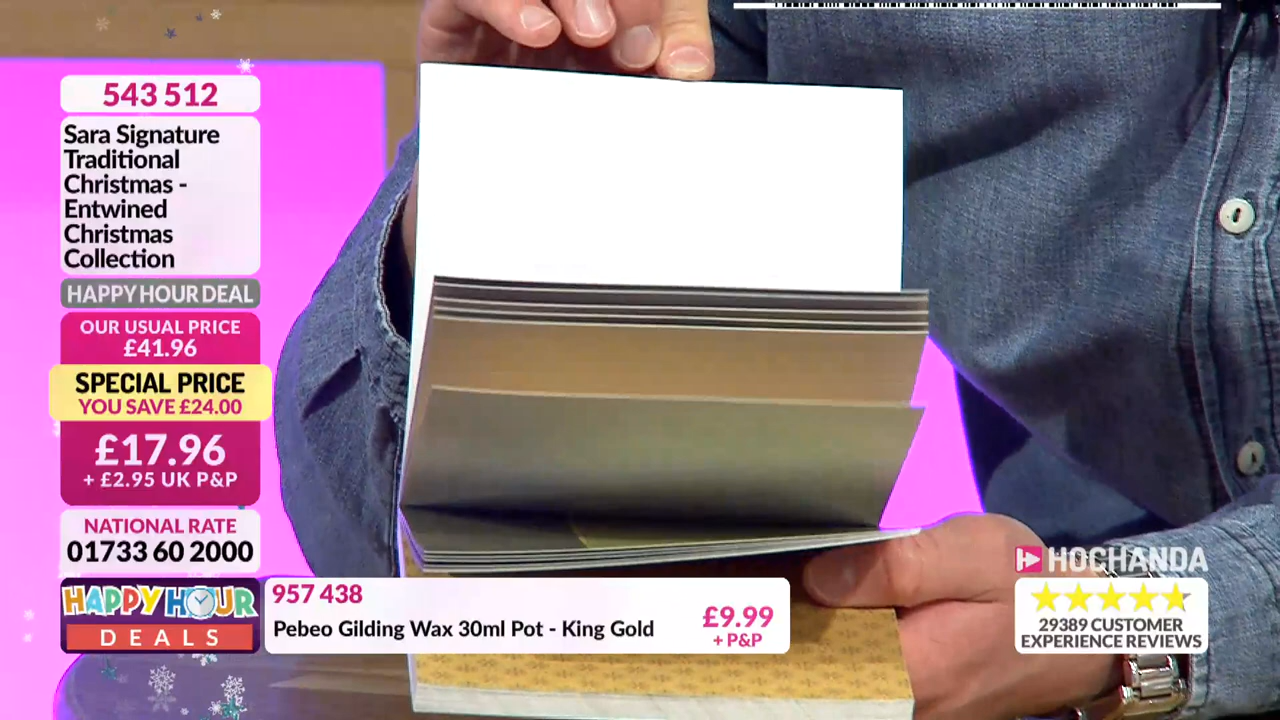 543 512
Sara Signature
Traditional
Christmas -
Entwined
Christmas
Collection
HAPPY HOUR DEAL
OUR USUAL PRICE
£41.96
SPECIAL PRICE
YOU SAVE £24.00
£17.96
+ £2.95 UK P&P
NATIONAL RATE
01733 60 2000
HAPPY HOUR
DEALS
957 438
Pebeo Gilding Wax 30ml Pot - King Gold
£9.99
+ P&P
HOCHANDA
29389 CUSTOMER
EXPERIENCE REVIEWS